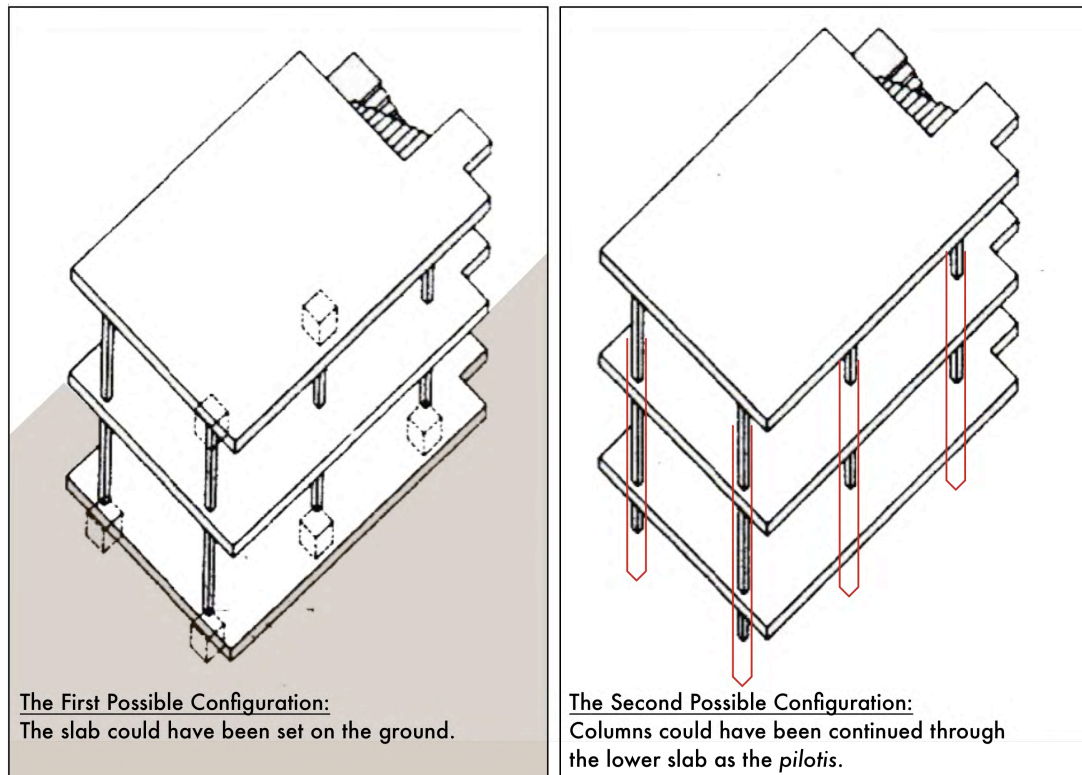 The First Possible Configuration:
The slab could have been set on the ground.
The Second Possible Configuration:
Columns could have been continued through
the lower slab as the pilotis.